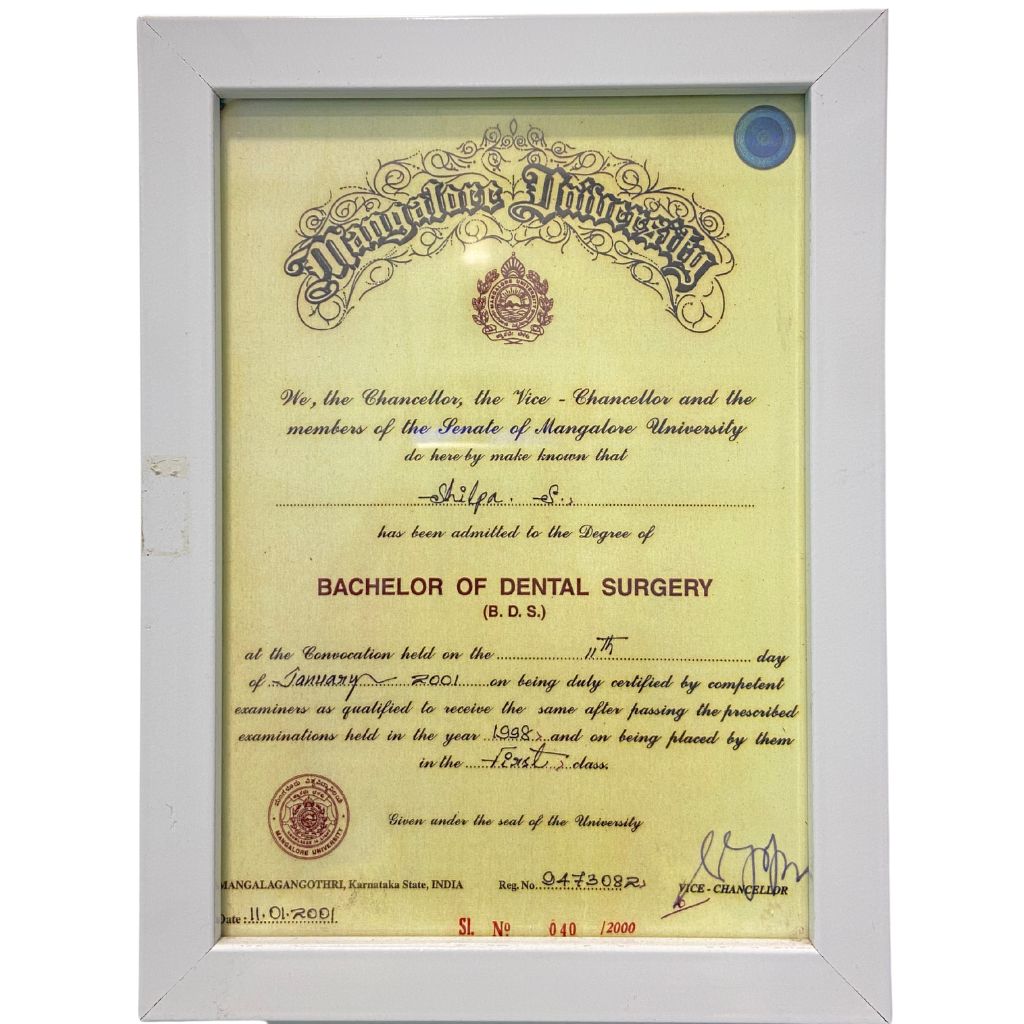 Mangalore University
MANGALORE UNIVERSITY
We, the Chancellor, the Vice - Chancellor and the
members of the Senate of Mangalore University
do here by make known that
Shilpa. S.
has been admitted to the Degree of
BACHELOR OF DENTAL SURGERY
(B. D. S.)
at the Convocation held on the 11th day
of January 2001 on being duly certified by competent
examiners as qualified to receive the same after passing the prescribed
examinations held in the year 1998 and on being placed by them
in the First class.
MANGALORE UNIVERSITY
Given under the seal of the University
MANGALAGANGOTHRI, Karnataka State, INDIA Reg. No. 9473082 VICE - CHANCELLOR
Date : 11.01.2001
Sl. No 040 /2000